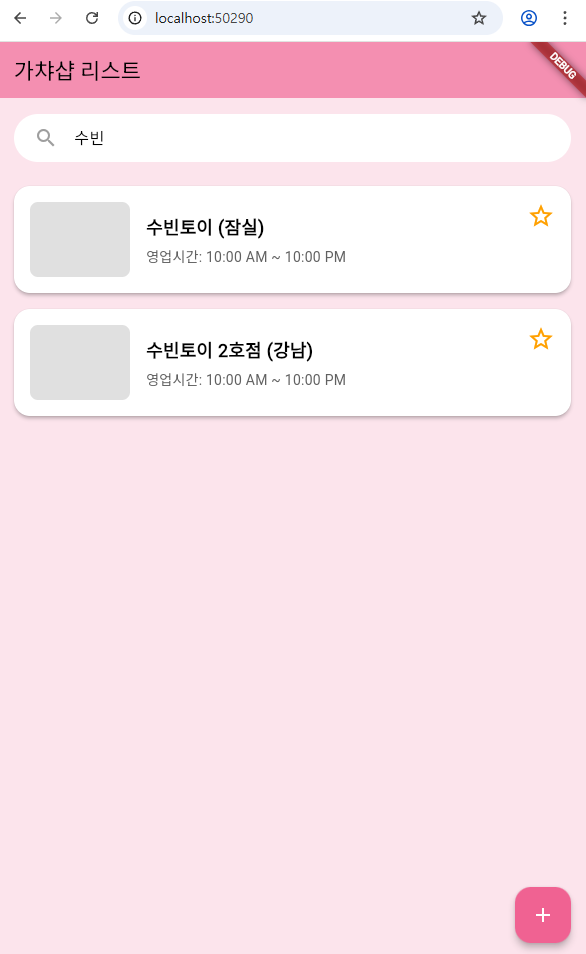 localhost:50290
가챠샵 리스트
DEBUG
수빈
수빈토이 (잠실)
영업시간: 10:00 AM ~ 10:00 PM
수빈토이 2호점 (강남)
영업시간: 10:00 AM ~ 10:00 PM